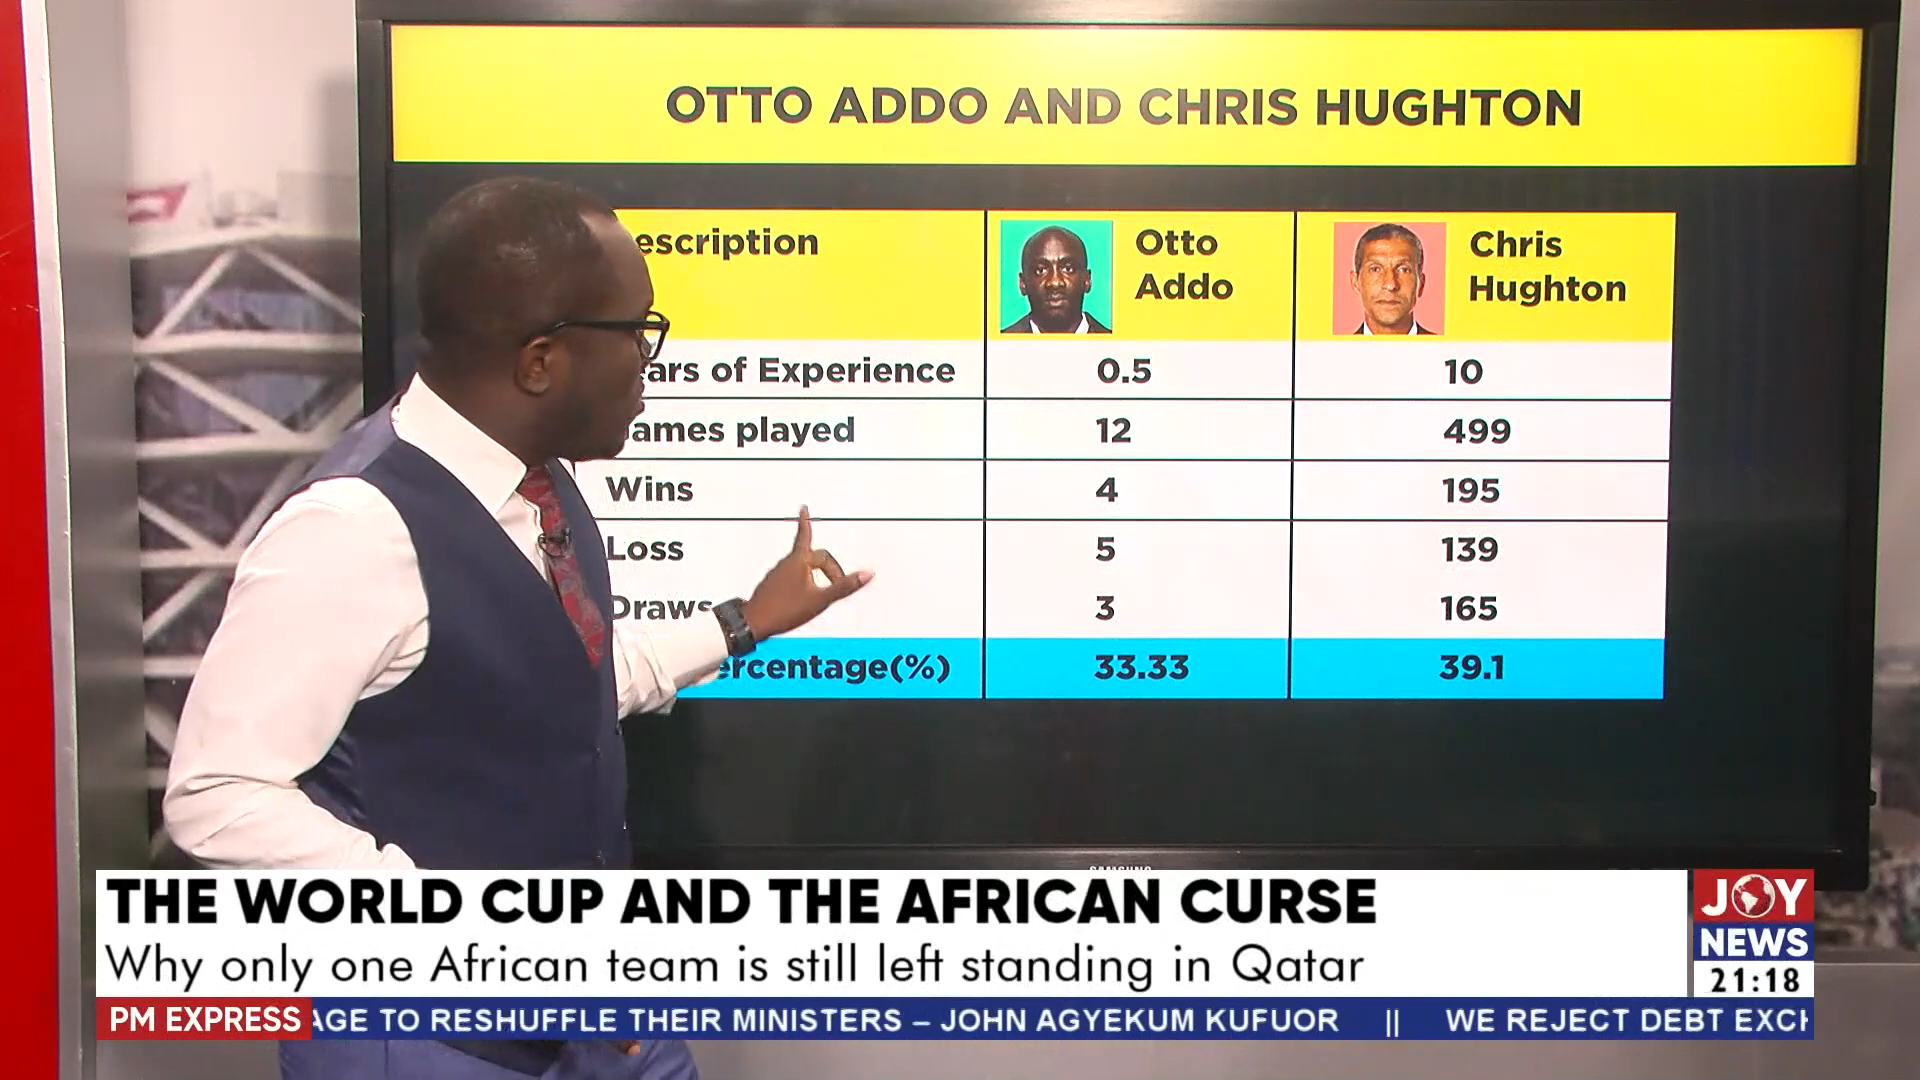 OTTO ADDO AND CHRIS HUGHTON
escription
Otto
Addo
Chris
Hughton
ars of Experience
0.5
10
ames played
12
499
Wins
4
195
Loss
5
139
Draws
3
165
ercentage(%)
33.33
39.1
SAMSUNG
THE WORLD CUP AND THE AFRICAN CURSE
Why only one African team is still left standing in Qatar
JOY
NEWS
21:18
PM EXPRESS
AGE TO RESHUFFLE THEIR MINISTERS – JOHN AGYEKUM KUFUOR || WE REJECT DEBT EXCH